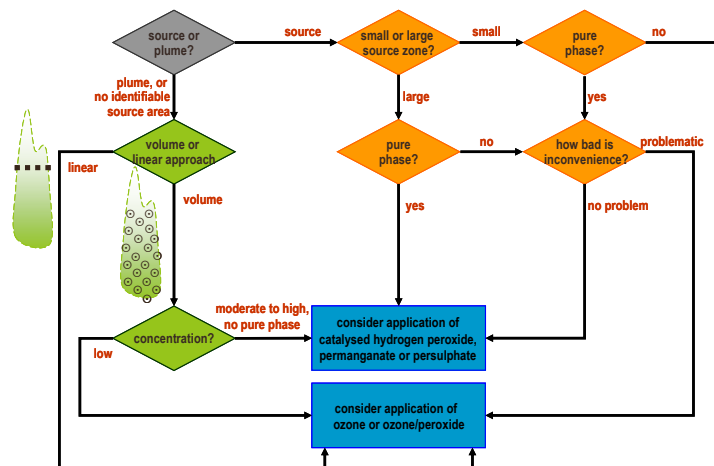 source or
plume?
source
small or large
source zone?
small
pure
phase?
no
plume, or
no identifiable
source area
large
yes
volume or
linear approach
linear
pure
phase?
no
how bad is
inconvenience?
problematic
volume
yes
no problem
moderate to high,
no pure phase
concentration?
low
consider application of
catalysed hydrogen peroxide,
permanganate or persulphate
consider application of
ozone or ozone/peroxide